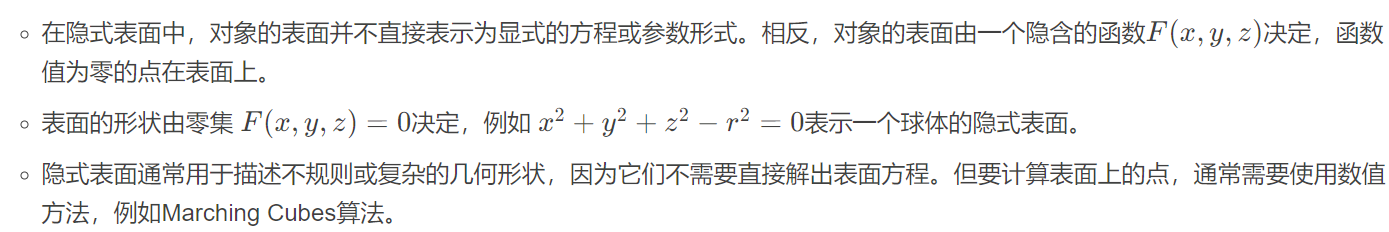 在隐式表面中，对象的表面并不直接表示为显式的方程或参数形式。相反，对象的表面由一个隐含的函数F(x, y, z)决定，函数
值为零的点在表面上。
表面的形状由零集 F(x, y, z) = 0决定，例如 x² + y² + z² − r² = 0表示一个球体的隐式表面。
隐式表面通常用于描述不规则或复杂的几何形状，因为它们不需要直接解出表面方程。但要计算表面上的点，通常需要使用数值
方法，例如Marching Cubes算法。